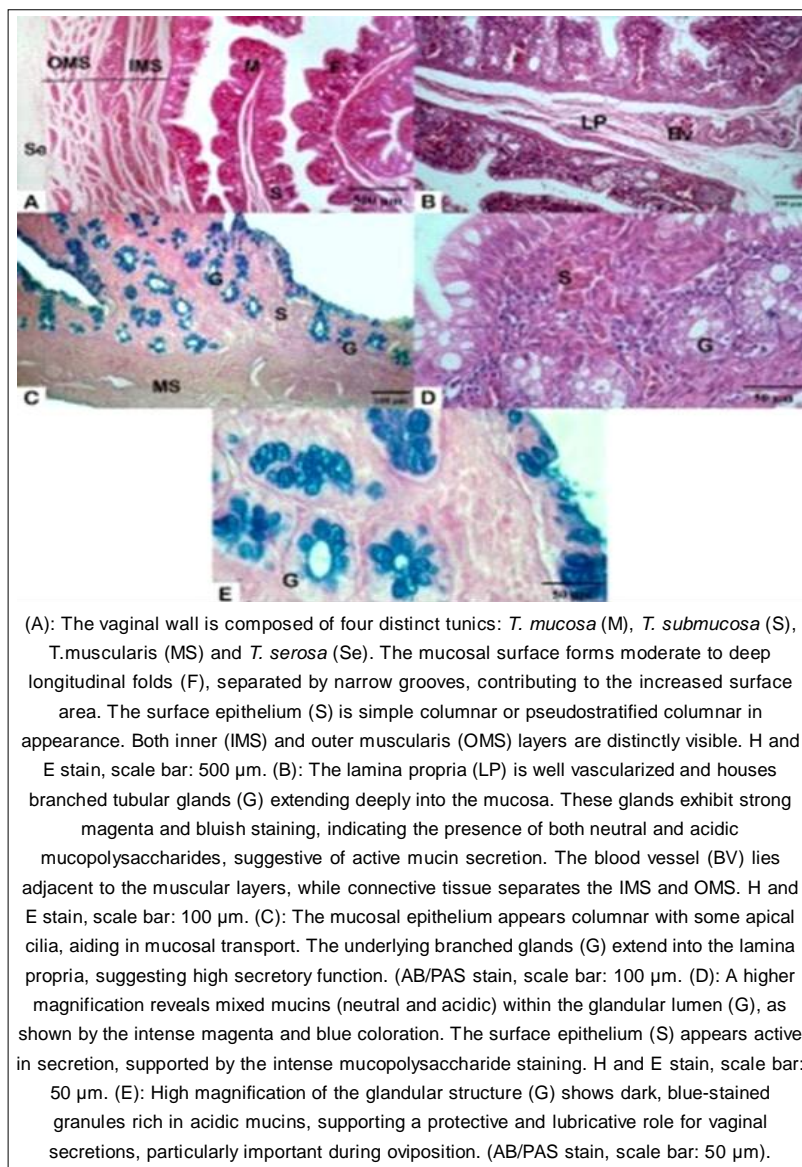 OMS IMS M F
Se
S
A 500 µm
LP BV
B
G
S
G
MS
C 100 µm
S
G
D 50 µm
G
E 50 µm
(A): The vaginal wall is composed of four distinct tunics: T. mucosa (M), T. submucosa (S),
T.muscularis (MS) and T. serosa (Se). The mucosal surface forms moderate to deep
longitudinal folds (F), separated by narrow grooves, contributing to the increased surface
area. The surface epithelium (S) is simple columnar or pseudostratified columnar in
appearance. Both inner (IMS) and outer muscularis (OMS) layers are distinctly visible. H and
E stain, scale bar: 500 µm. (B): The lamina propria (LP) is well vascularized and houses
branched tubular glands (G) extending deeply into the mucosa. These glands exhibit strong
magenta and bluish staining, indicating the presence of both neutral and acidic
mucopolysaccharides, suggestive of active mucin secretion. The blood vessel (BV) lies
adjacent to the muscular layers, while connective tissue separates the IMS and OMS. H and
E stain, scale bar: 100 µm. (C): The mucosal epithelium appears columnar with some apical
cilia, aiding in mucosal transport. The underlying branched glands (G) extend into the lamina
propria, suggesting high secretory function. (AB/PAS stain, scale bar: 100 µm. (D): A higher
magnification reveals mixed mucins (neutral and acidic) within the glandular lumen (G), as
shown by the intense magenta and blue coloration. The surface epithelium (S) appears active
in secretion, supported by the intense mucopolysaccharide staining. H and E stain, scale bar:
50 µm. (E): High magnification of the glandular structure (G) shows dark, blue-stained
granules rich in acidic mucins, supporting a protective and lubricative role for vaginal
secretions, particularly important during oviposition. (AB/PAS stain, scale bar: 50 µm).